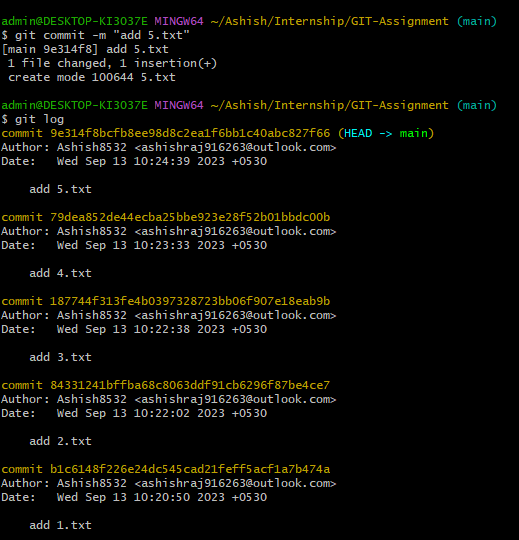 admin@DESKTOP-KI3O37E MINGW64 ~/Ashish/Internship/GIT-Assignment (main)
$ git commit -m "add 5.txt"
[main 9e314f8] add 5.txt
 1 file changed, 1 insertion(+)
 create mode 100644 5.txt

admin@DESKTOP-KI3O37E MINGW64 ~/Ashish/Internship/GIT-Assignment (main)
$ git log
commit 9e314f8bcfb8ee98d8c2ea1f6bb1c40abc827f66 (HEAD -> main)
Author: Ashish8532 <ashishraj916263@outlook.com>
Date:   Wed Sep 13 10:24:39 2023 +0530

    add 5.txt

commit 79dea852de44ecba25bbe923e28f52b01bbdc00b
Author: Ashish8532 <ashishraj916263@outlook.com>
Date:   Wed Sep 13 10:23:33 2023 +0530

    add 4.txt

commit 187744f313fe4b0397328723bb06f907e18eab9b
Author: Ashish8532 <ashishraj916263@outlook.com>
Date:   Wed Sep 13 10:22:38 2023 +0530

    add 3.txt

commit 84331241bffba68c8063ddf91cb6296f87be4ce7
Author: Ashish8532 <ashishraj916263@outlook.com>
Date:   Wed Sep 13 10:22:02 2023 +0530

    add 2.txt

commit b1c6148f226e24dc545cad21feff5acf1a7b474a
Author: Ashish8532 <ashishraj916263@outlook.com>
Date:   Wed Sep 13 10:20:50 2023 +0530

    add 1.txt